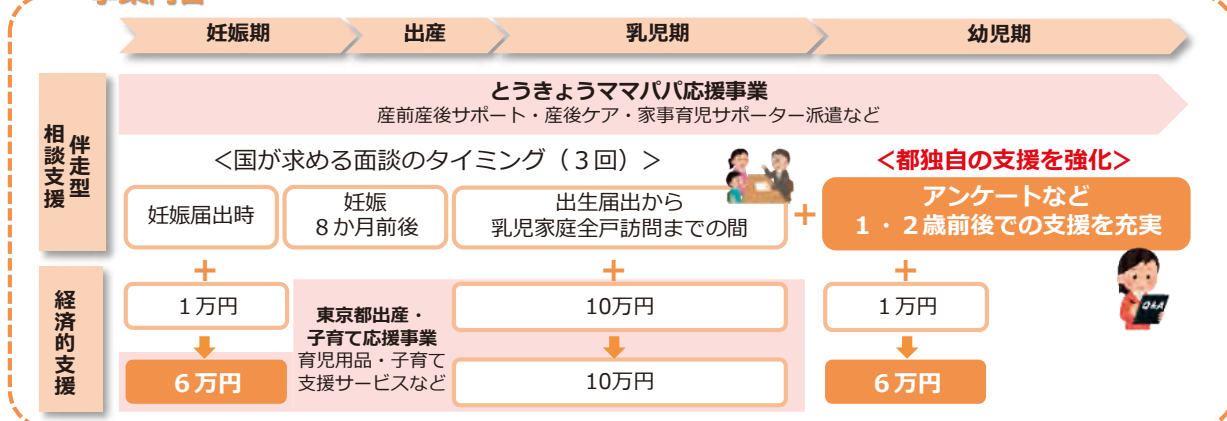 事業内容
妊娠期
出産
乳児期
幼児期
伴走型
相談支援
とうきょうママパパ応援事業
産前産後サポート・産後ケア・家事育児サポーター派遣など
<国が求める面談のタイミング（３回）>
<都独自の支援を強化>
妊娠届出時
妊娠
８か月前後
出生届出から
乳児家庭全戸訪問までの間
+
アンケートなど
１・２歳前後での支援を充実
+
+
+
経済的支援
１万円
６万円
東京都出産・
子育て応援事業
育児用品・子育て
支援サービスなど
10万円
10万円
１万円
６万円
Q&A